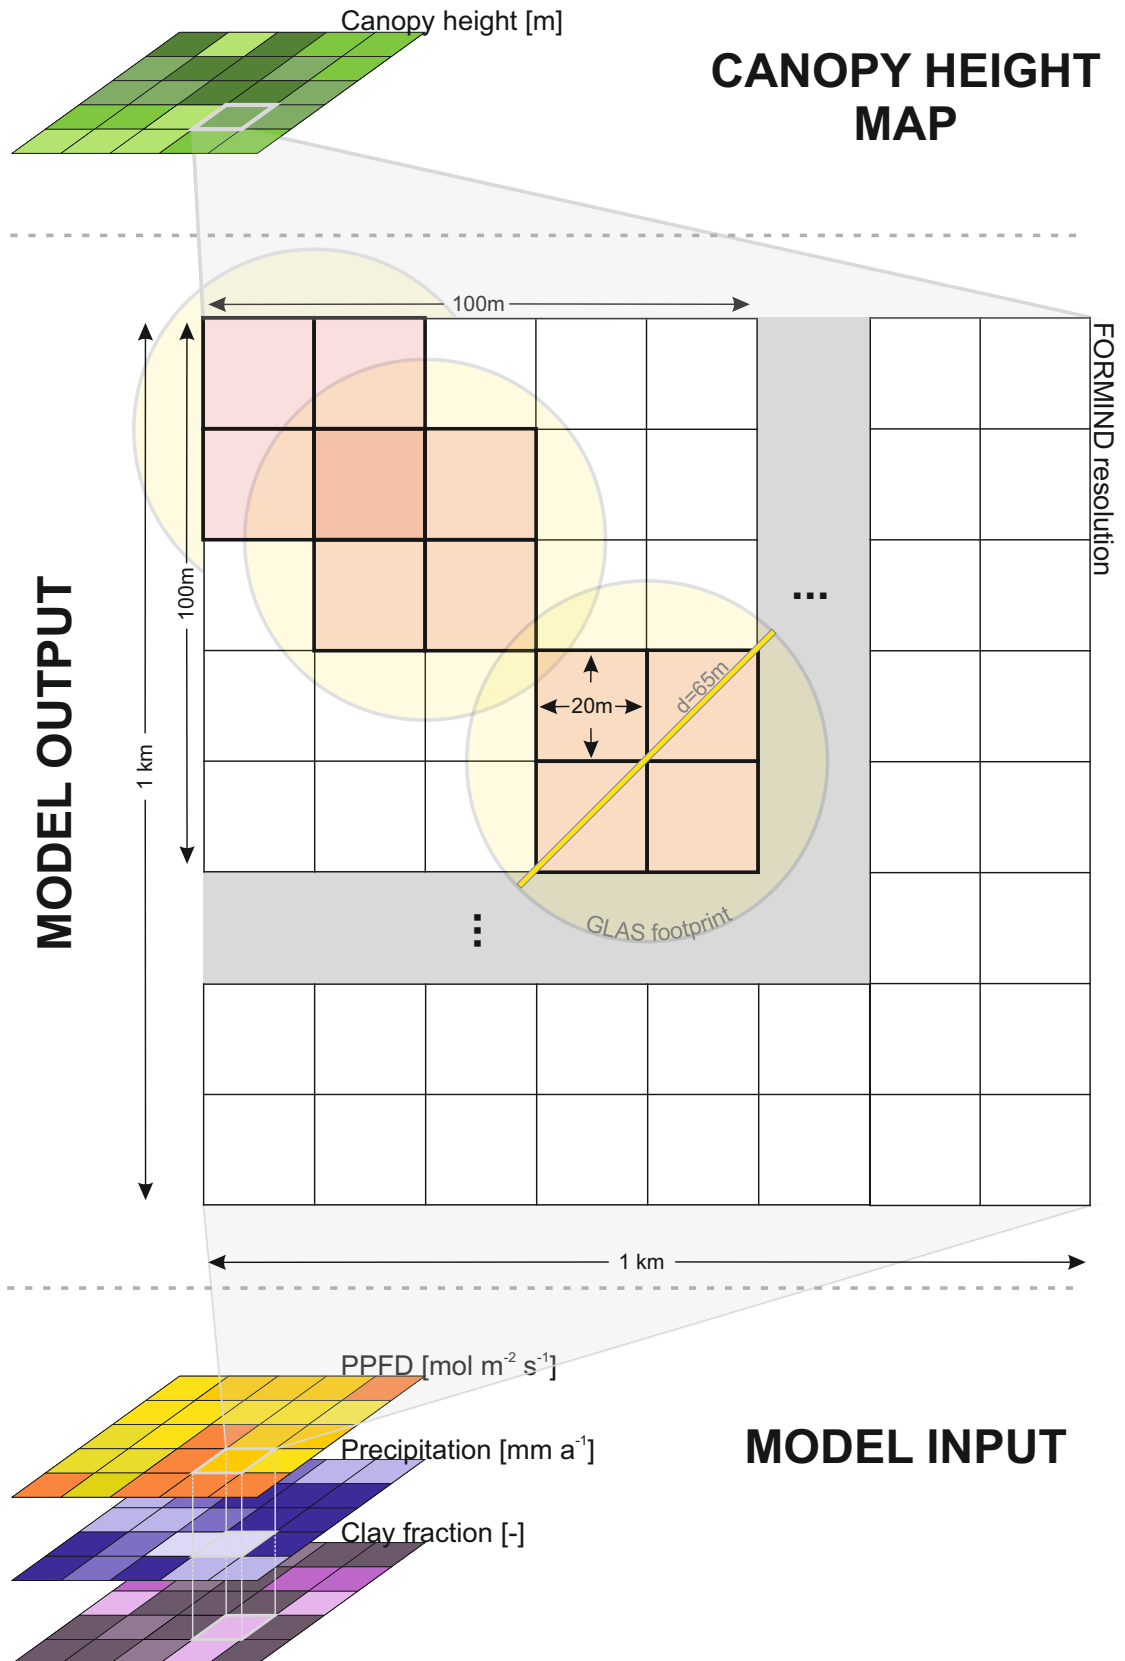 Canopy height [m]
CANOPY HEIGHT
MAP
100m
FORMIND resolution
100m
...
MODEL OUTPUT
1 km
20m
d=65m
GLAS footprint
...
1 km
PPFD [mol m⁻² s⁻¹]
Precipitation [mm a⁻¹]
MODEL INPUT
Clay fraction [-]